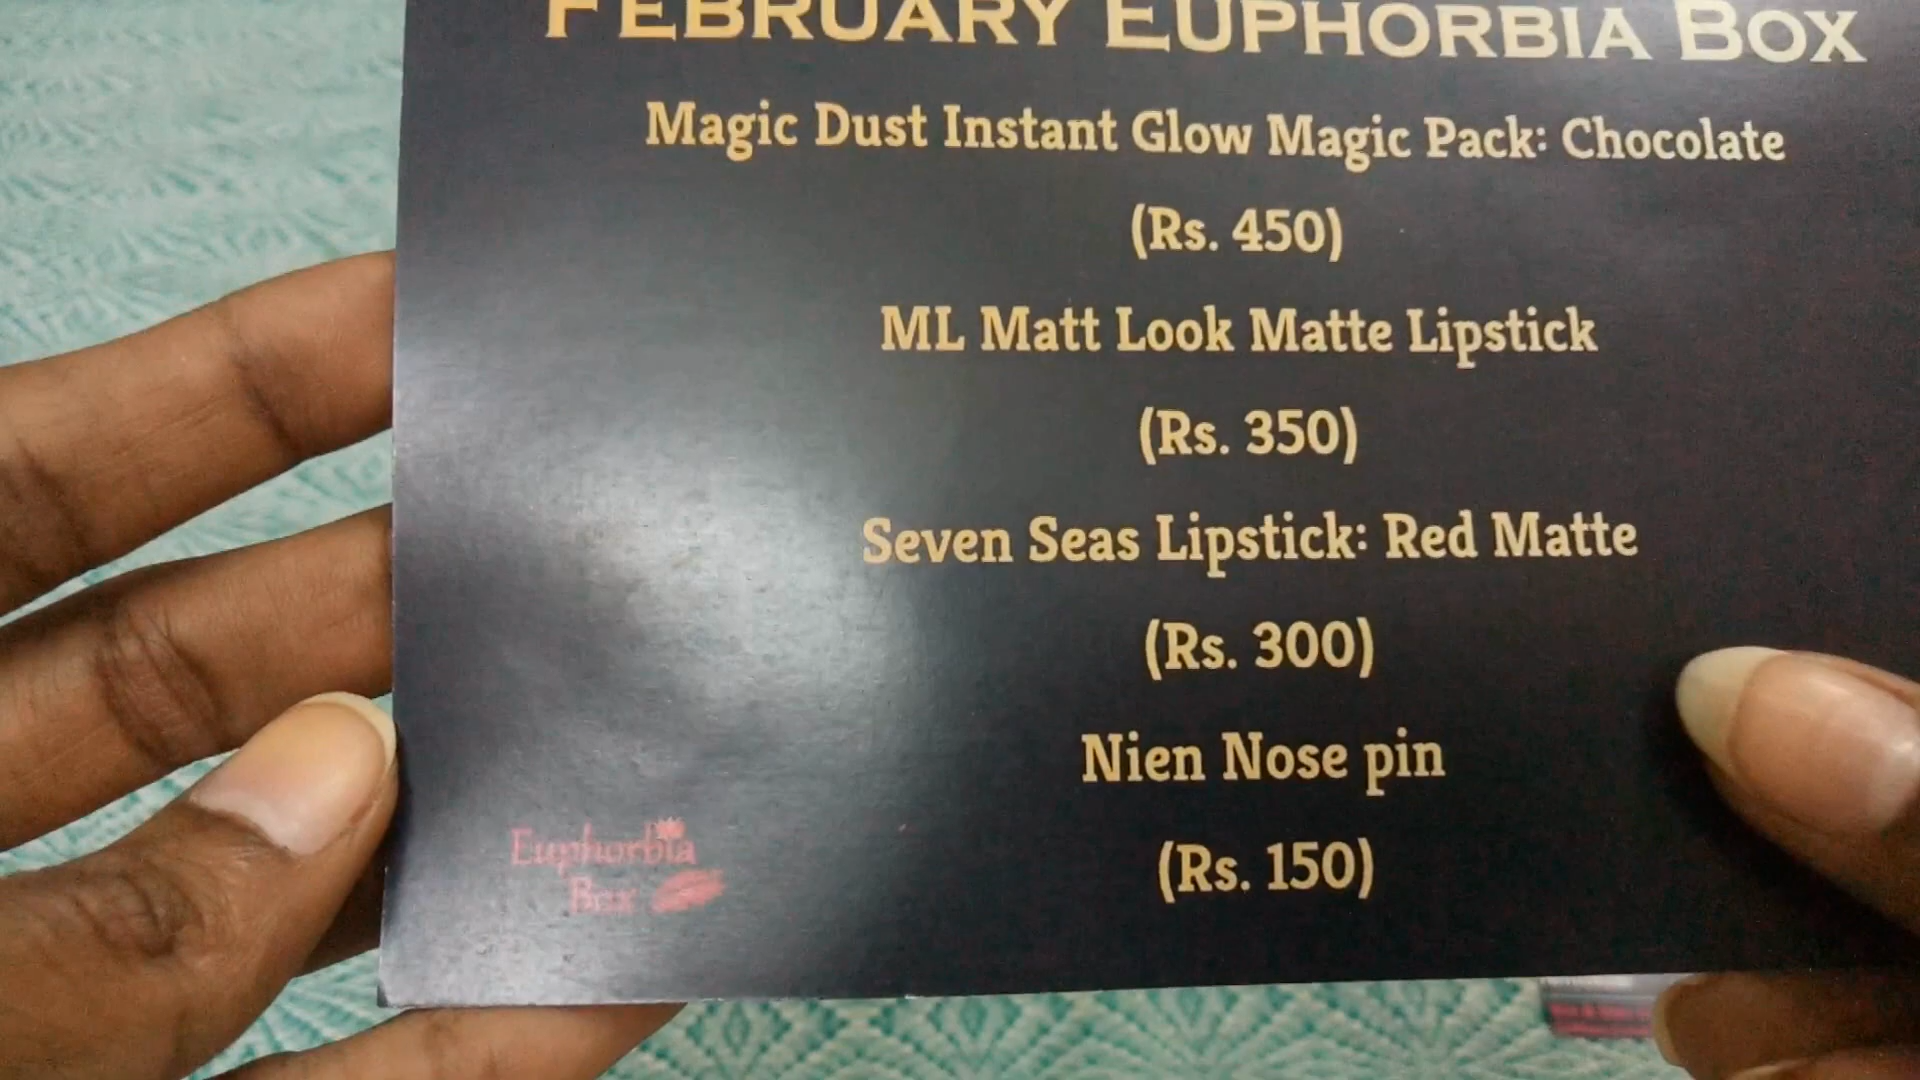 FEBRUARY EUPHORBIA BOX
Magic Dust Instant Glow Magic Pack: Chocolate
(Rs. 450)
ML Matt Look Matte Lipstick
(Rs. 350)
Seven Seas Lipstick: Red Matte
(Rs. 300)
Nien Nose pin
(Rs. 150)
Euphorbia
Box